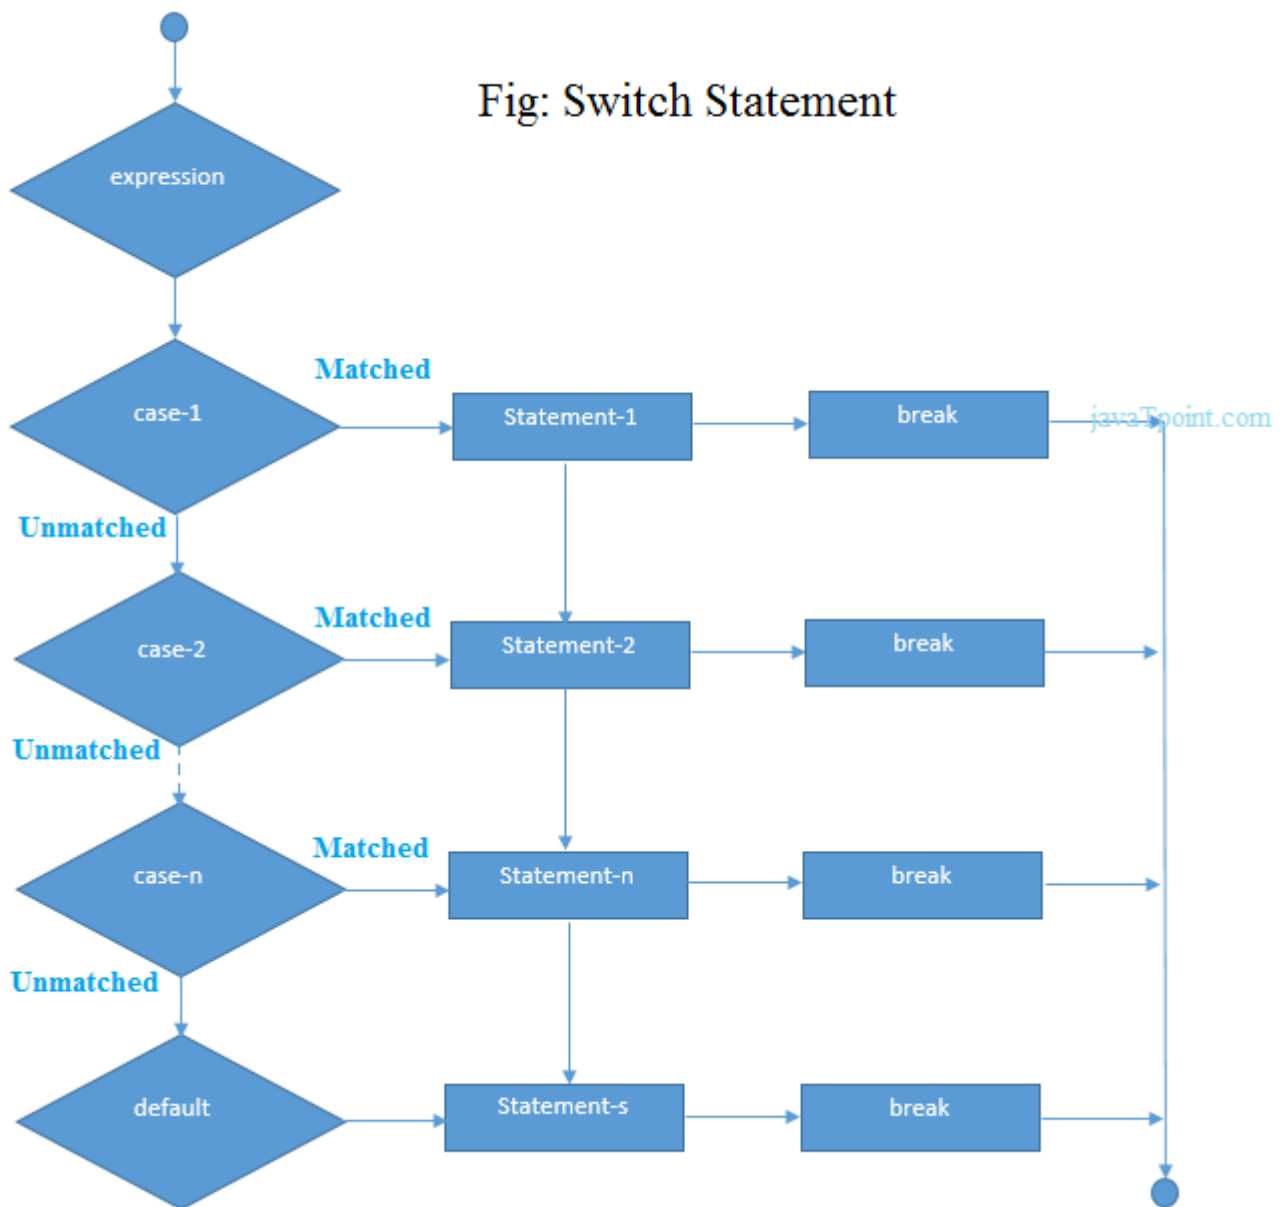 Fig: Switch Statement
expression
Matched
case-1
Statement-1
break
javaTpoint.com
Unmatched
Matched
case-2
Statement-2
break
Unmatched
Matched
case-n
Statement-n
break
Unmatched
default
Statement-s
break